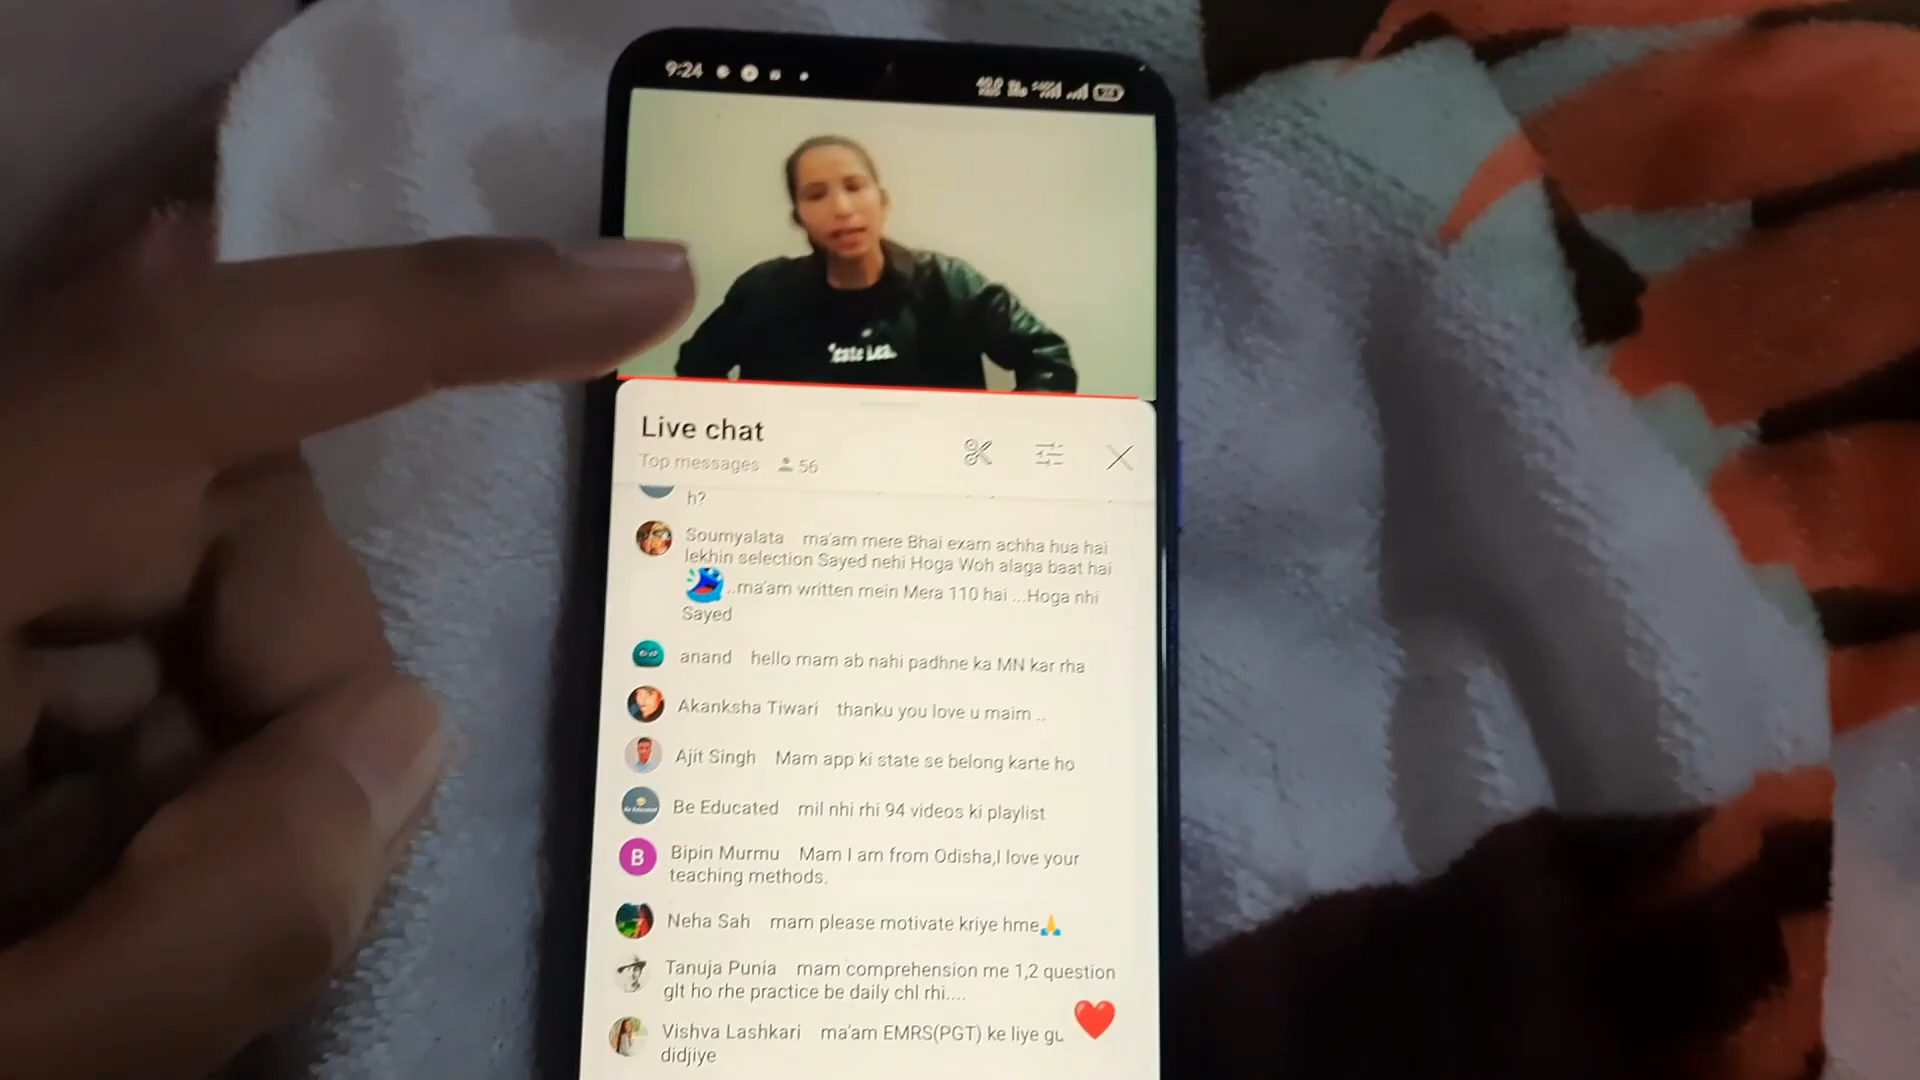 9:24
Live chat
Top messages 56
h?
Soumyalata ma'am mere Bhai exam achha hua hai
lekhin selection Sayed nehi Hoga Woh alaga baat hai
..ma'am written mein Mera 110 hai ...Hoga nhi
Sayed
anand hello mam ab nahi padhne ka MN kar rha
Akanksha Tiwari thanku you love u maim ..
Ajit Singh Mam app ki state se belong karte ho
Be Educated mil nhi rhi 94 videos ki playlist
B Bipin Murmu Mam I am from Odisha,I love your
teaching methods.
Neha Sah mam please motivate kriye hme🙏
Tanuja Punia mam comprehension me 1,2 question
glt ho rhe practice be daily chl rhi....
Vishva Lashkari ma'am EMRS(PGT) ke liye gu
didjiye